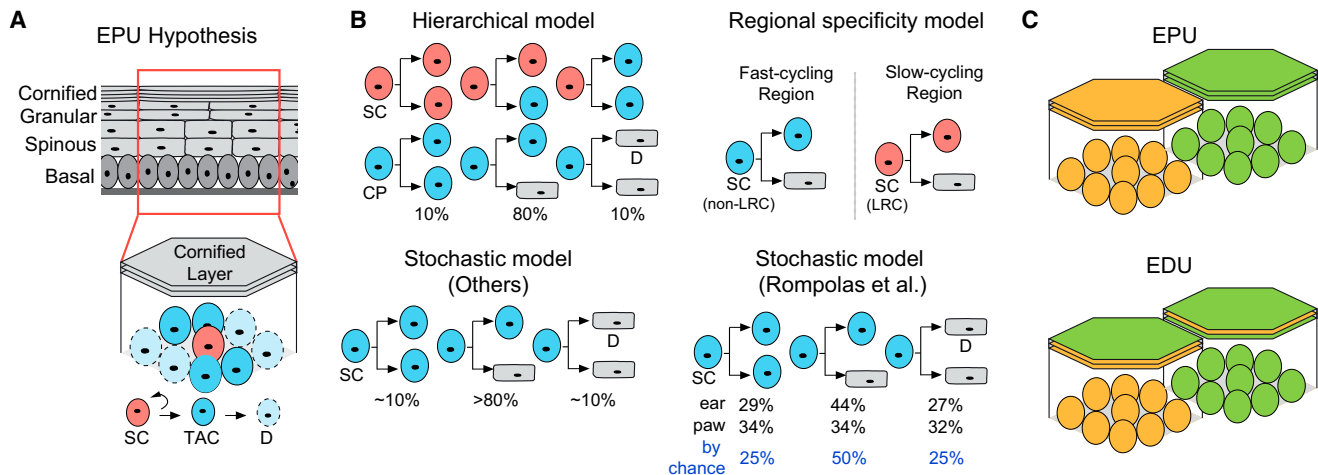 A
EPU Hypothesis
Cornified
Granular
Spinous
Basal
Cornified
Layer
SC
TAC
D
B
Hierarchical model
SC
CP
D
10%
80%
10%
Regional specificity model
Fast-cycling
Region
Slow-cycling
Region
SC
(non-LRC)
SC
(LRC)
Stochastic model
(Others)
SC
D
~10%
>80%
~10%
Stochastic model
(Rompolas et al.)
SC
D
ear 29% 44% 27%
paw 34% 34% 32%
by
chance 25% 50% 25%
C
EPU
EDU